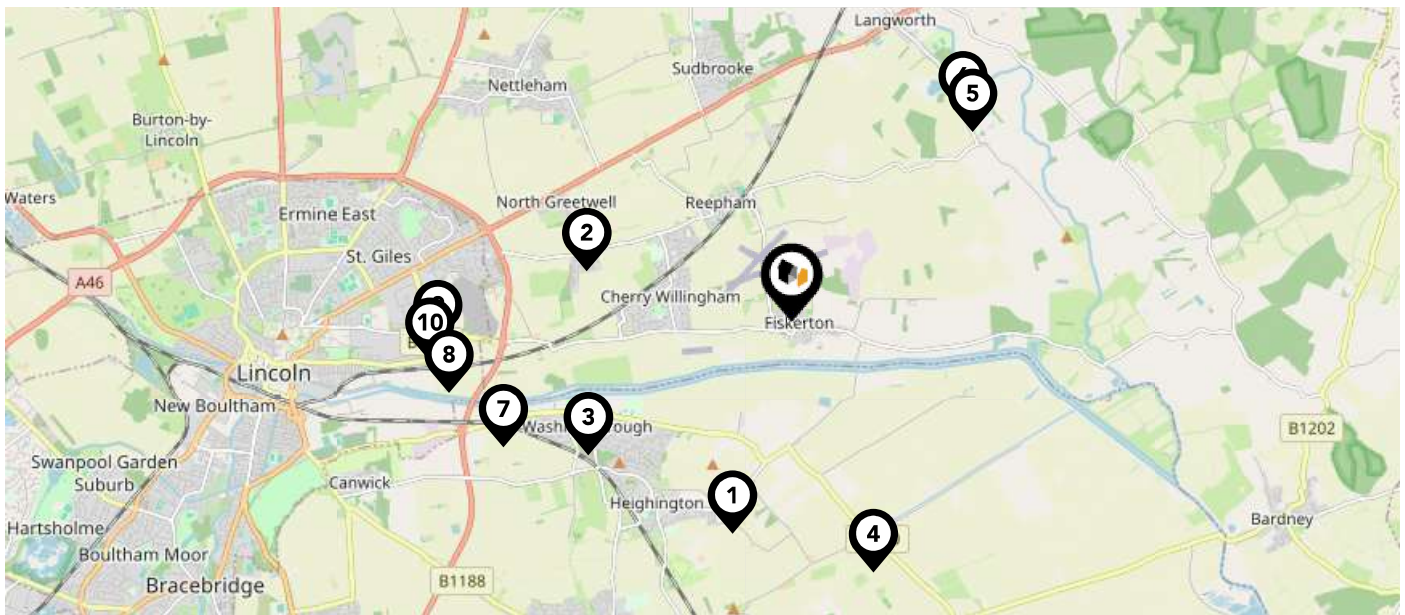 Langworth
Sudbrooke
Nettleham
5
Burton-by-
Lincoln
Waters
North Greetwell
Reepham
Ermine East
2
St. Giles
A46
Cherry Willingham
10
Fiskerton
8
Lincoln
New Boultham
7
3
B1202
Swanpool Garden
Suburb
Canwick
1
Heighington
Hartsholme
4
Bardney
Boultham Moor
Bracebridge
B1188